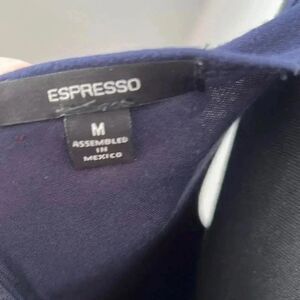 ESPRESSO
M
ASSEMBLED
IN
MEXICO